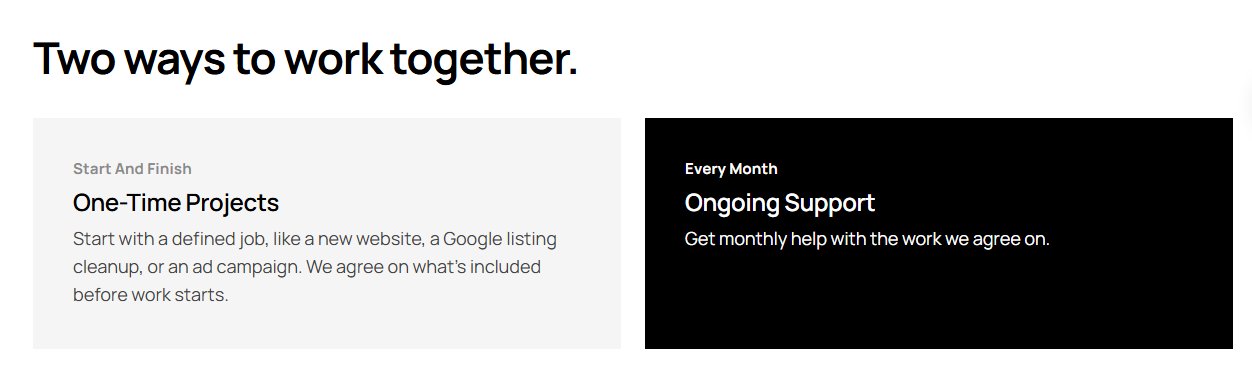 Two ways to work together.
Start And Finish
One-Time Projects
Start with a defined job, like a new website, a Google listing
cleanup, or an ad campaign. We agree on what's included
before work starts.
Every Month
Ongoing Support
Get monthly help with the work we agree on.